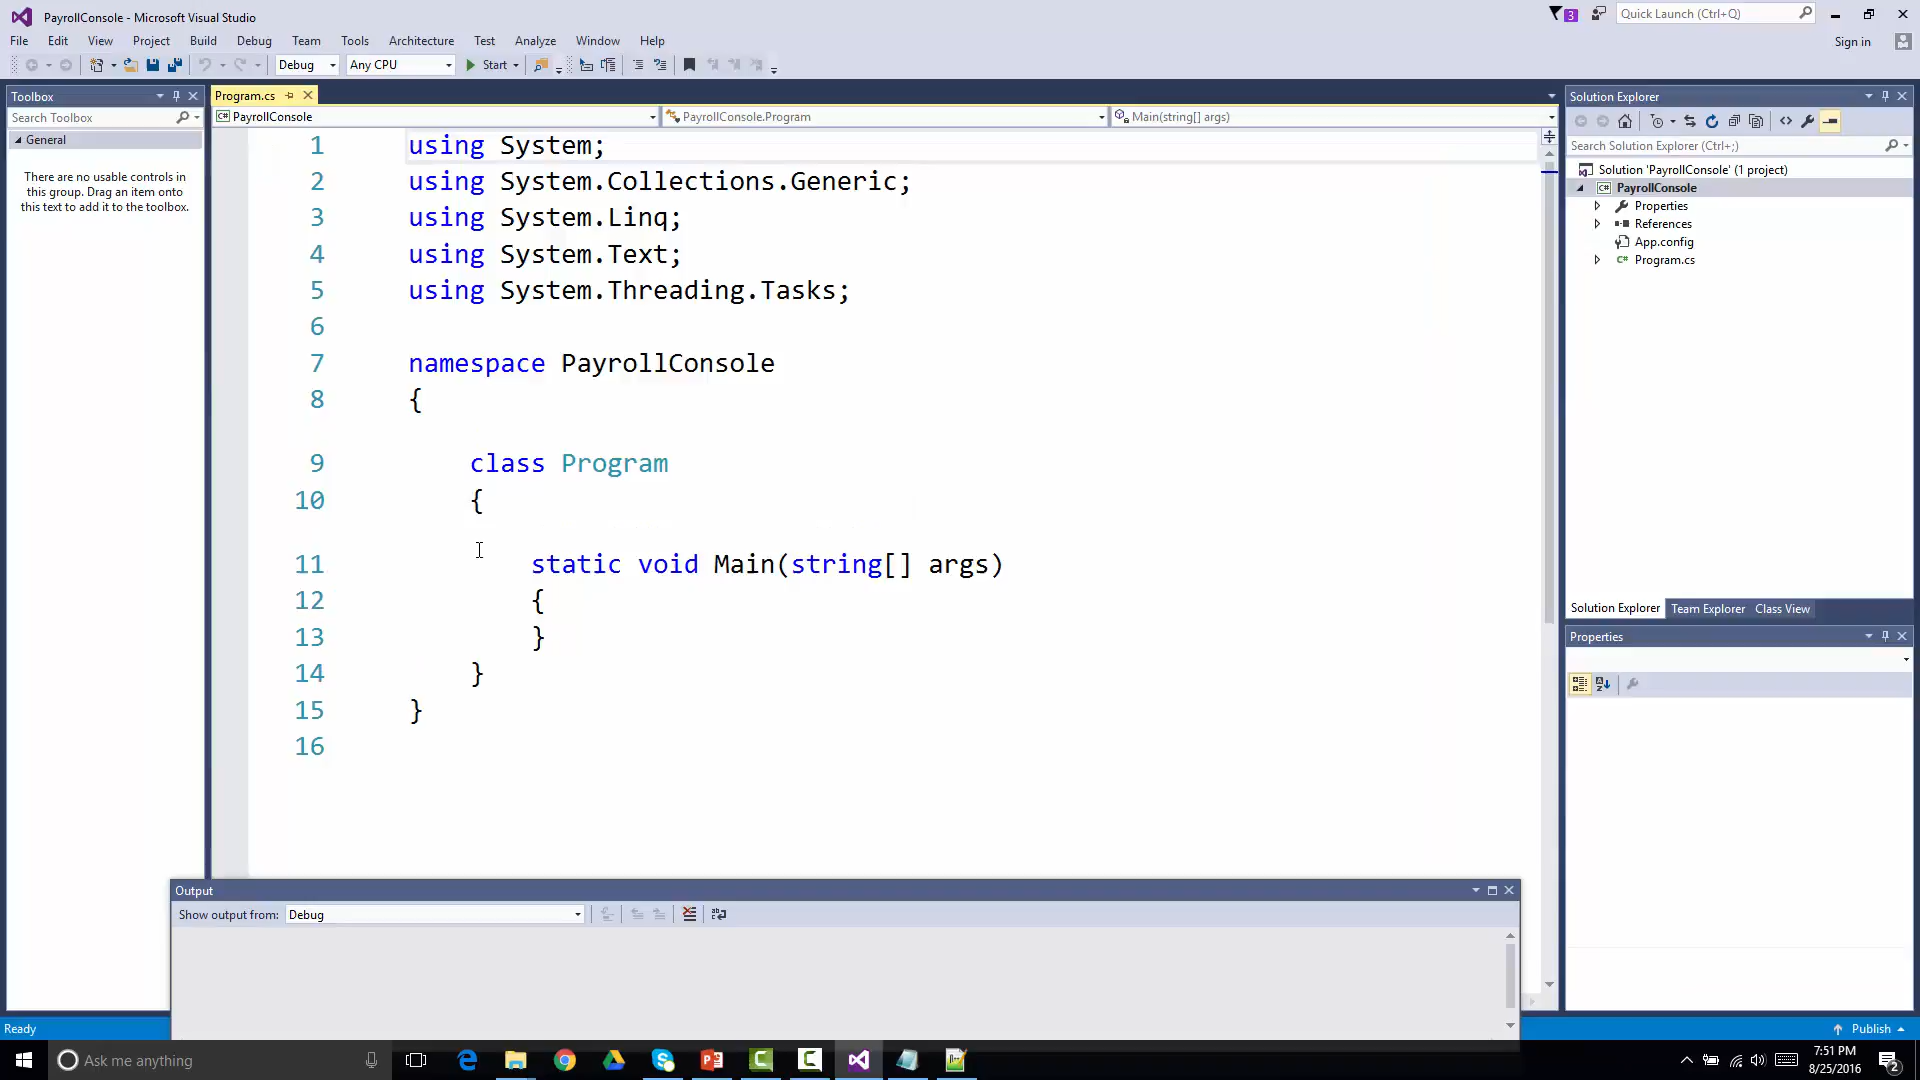 PayrollConsole - Microsoft Visual Studio
3
Quick Launch (Ctrl+Q)
File Edit View Project Build Debug Team Tools Architecture Test Analyze Window Help
Sign in
Debug Any CPU Start
Toolbox
Search Toolbox
General
There are no usable controls in
this group. Drag an item onto
this text to add it to the toolbox.
Program.cs
PayrollConsole PayrollConsole.Program Main(string[] args)
1 using System;
2 using System.Collections.Generic;
3 using System.Linq;
4 using System.Text;
5 using System.Threading.Tasks;
6
7 namespace PayrollConsole
8 {
9 class Program
10 {
11 static void Main(string[] args)
12 {
13 }
14 }
15 }
16
Solution Explorer
Search Solution Explorer (Ctrl+;)
Solution 'PayrollConsole' (1 project)
C# PayrollConsole
Properties
References
App.config
C# Program.cs
Solution Explorer Team Explorer Class View
Properties
Output
Show output from: Debug
Ready
Publish
Ask me anything
7:51 PM
8/25/2016
2